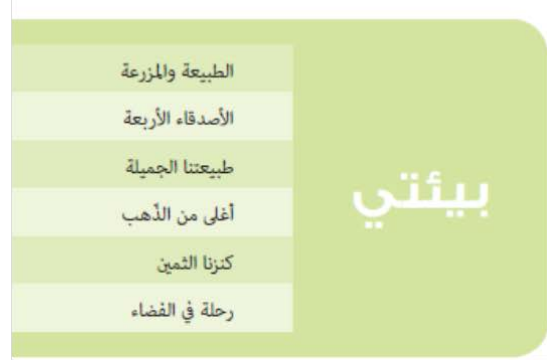 بيئتي
الطبيعة والمزرعة
الأصدقاء الأربعة
طبيعتنا الجميلة
أغلى من الذّهب
كنزنا الثمين
رحلة في الفضاء